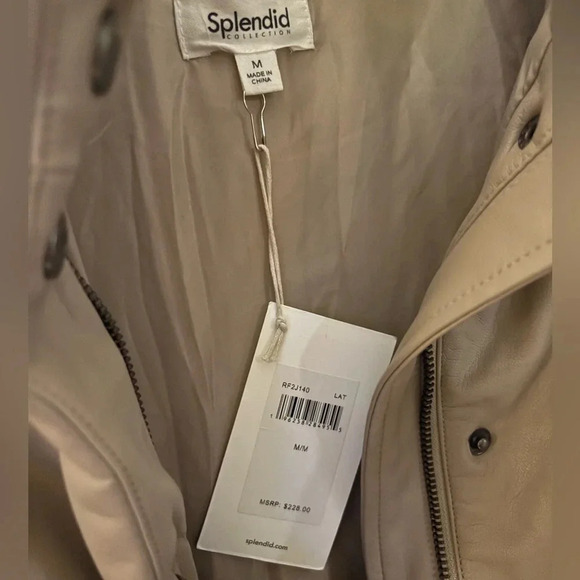 Splendid
COLLECTION
M
MADE IN
CHINA
RF2J140 LAT
M/M
MSRP: $228.00
splendid.com